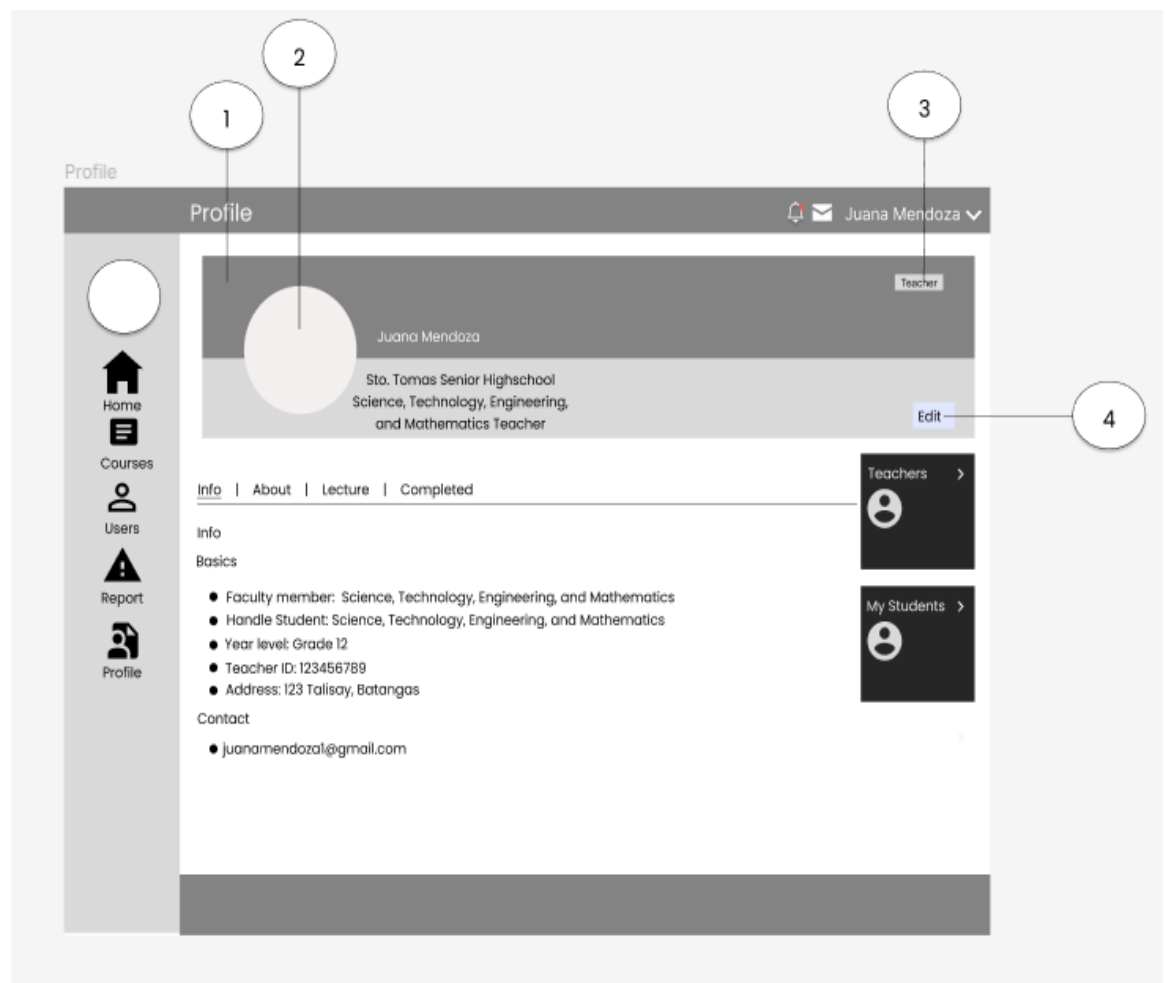 2
1
3
Profile
Profile
Juana Mendoza
Teacher
Juana Mendoza
Sto. Tomas Senior Highschool
Science, Technology, Engineering,
and Mathematics Teacher
Edit
4
Home
Courses
Users
Report
Profile
Info | About | Lecture | Completed
Teachers >
Info
Basics
Faculty member: Science, Technology, Engineering, and Mathematics
Handle Student: Science, Technology, Engineering, and Mathematics
Year level: Grade 12
Teacher ID: 123456789
Address: 123 Talisay, Batangas
My Students >
Contact
juanamendoza1@gmail.com